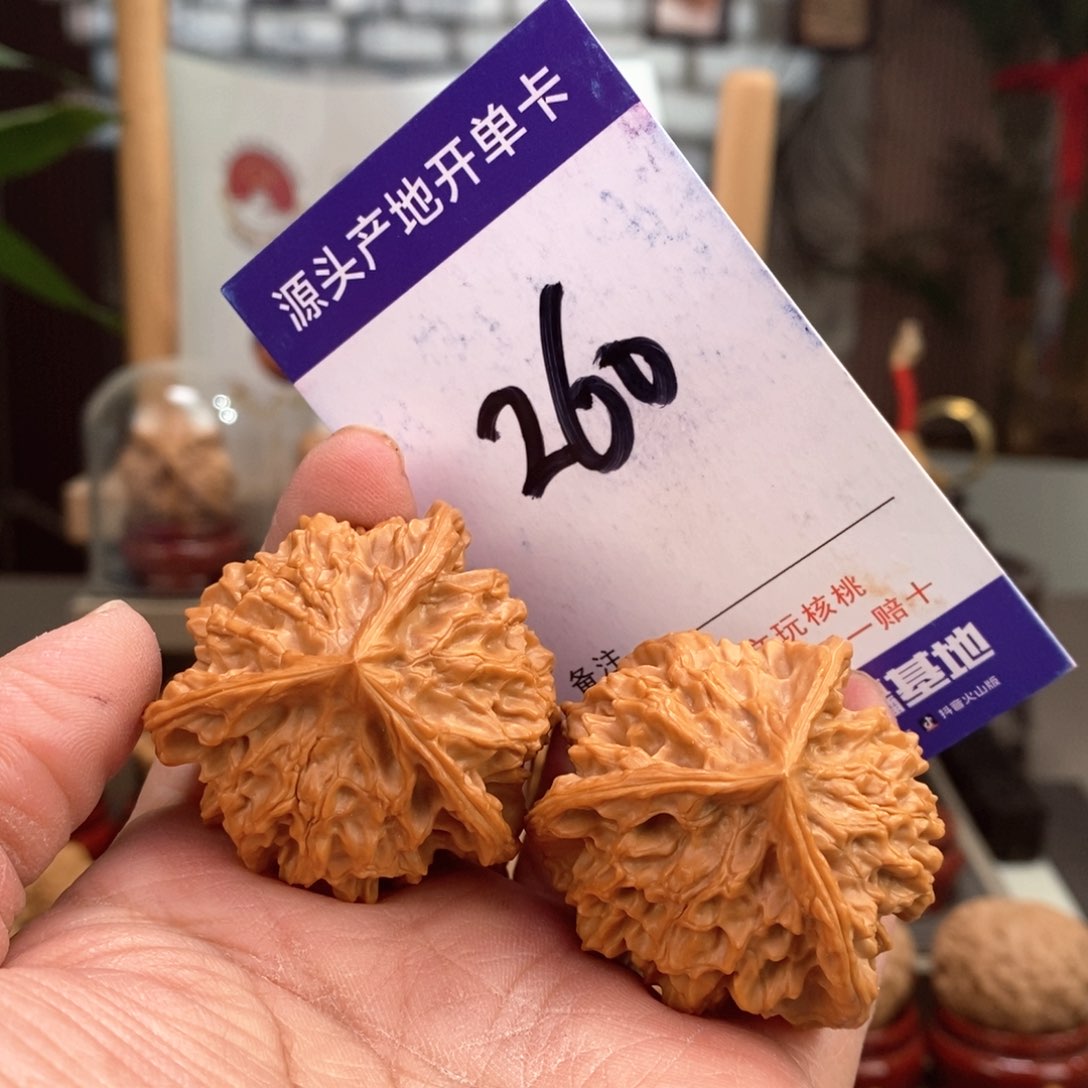 源头产地开单卡
260
备注
玩核桃
一赔十
基地
抖音火山版